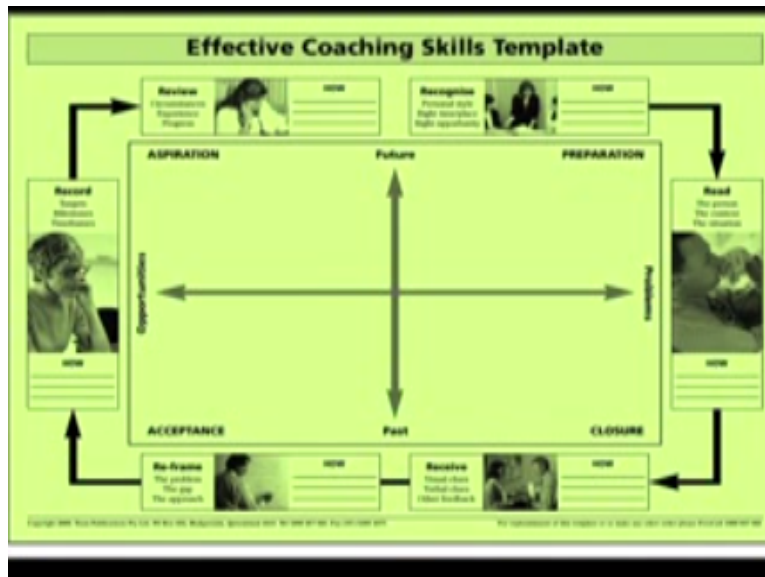 Effective Coaching Skills Template
Review
Circumstances
Experience
Progress
HOW
Recognise
Personal style
Right time/place
Right opportunity
HOW
ASPIRATION
Future
PREPARATION
Record
Targets
Milestones
Timeframes
HOW
Opportunities
Problems
Read
The person
The context
The situation
HOW
ACCEPTANCE
Past
CLOSURE
Re-frame
The problem
The gap
The approach
HOW
Receive
Visual clues
Verbal clues
Other feedback
HOW